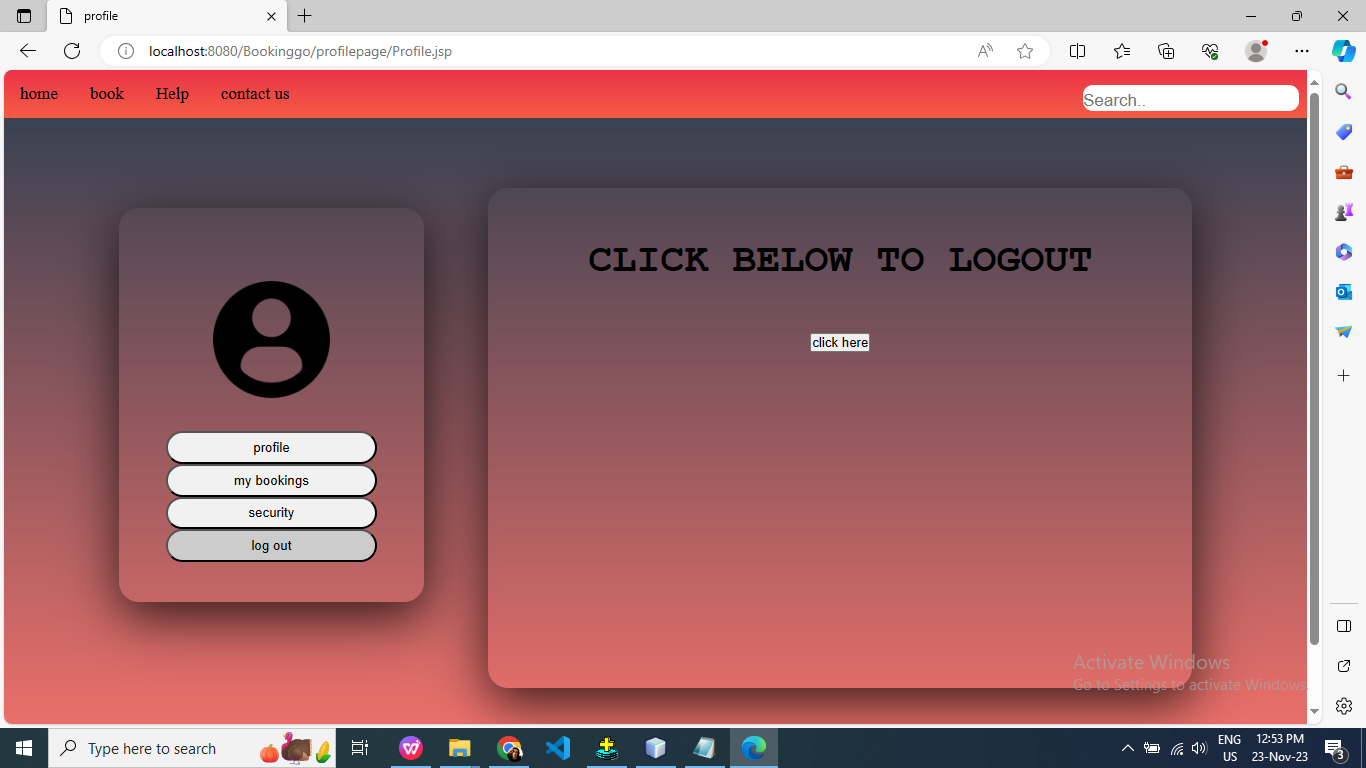 profile
localhost:8080/Bookinggo/profilepage/Profile.jsp
home book Help contact us Search..
CLICK BELOW TO LOGOUT
click here
profile
my bookings
security
log out
Activate Windows
Go to Settings to activate Windows.
Type here to search
ENG
US
12:53 PM
23-Nov-23
3